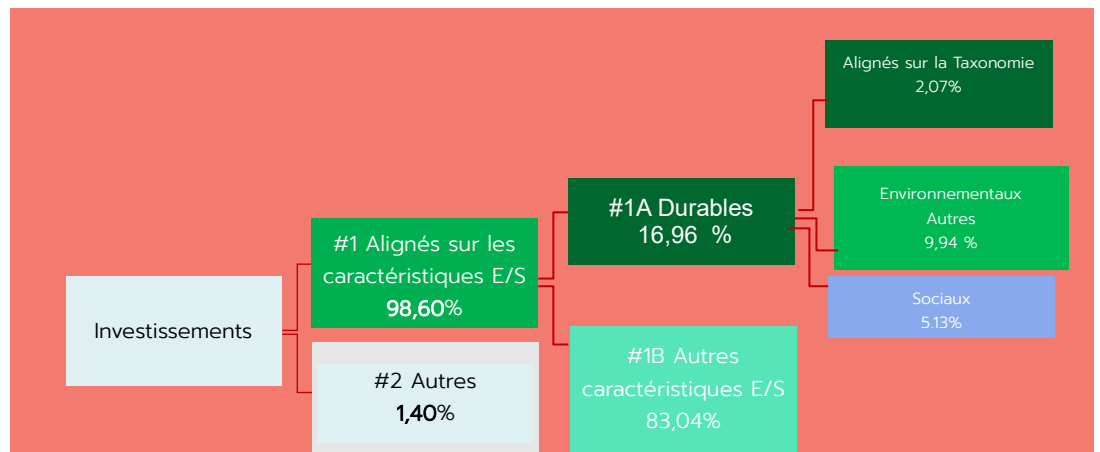 Investissements
#1 Alignés sur les
caractéristiques E/S
98,60%
#2 Autres
1,40%
#1A Durables
16,96 %
#1B Autres
caractéristiques E/S
83,04%
Alignés sur la Taxonomie
2,07%
Environnementaux
Autres
9,94 %
Sociaux
5.13%